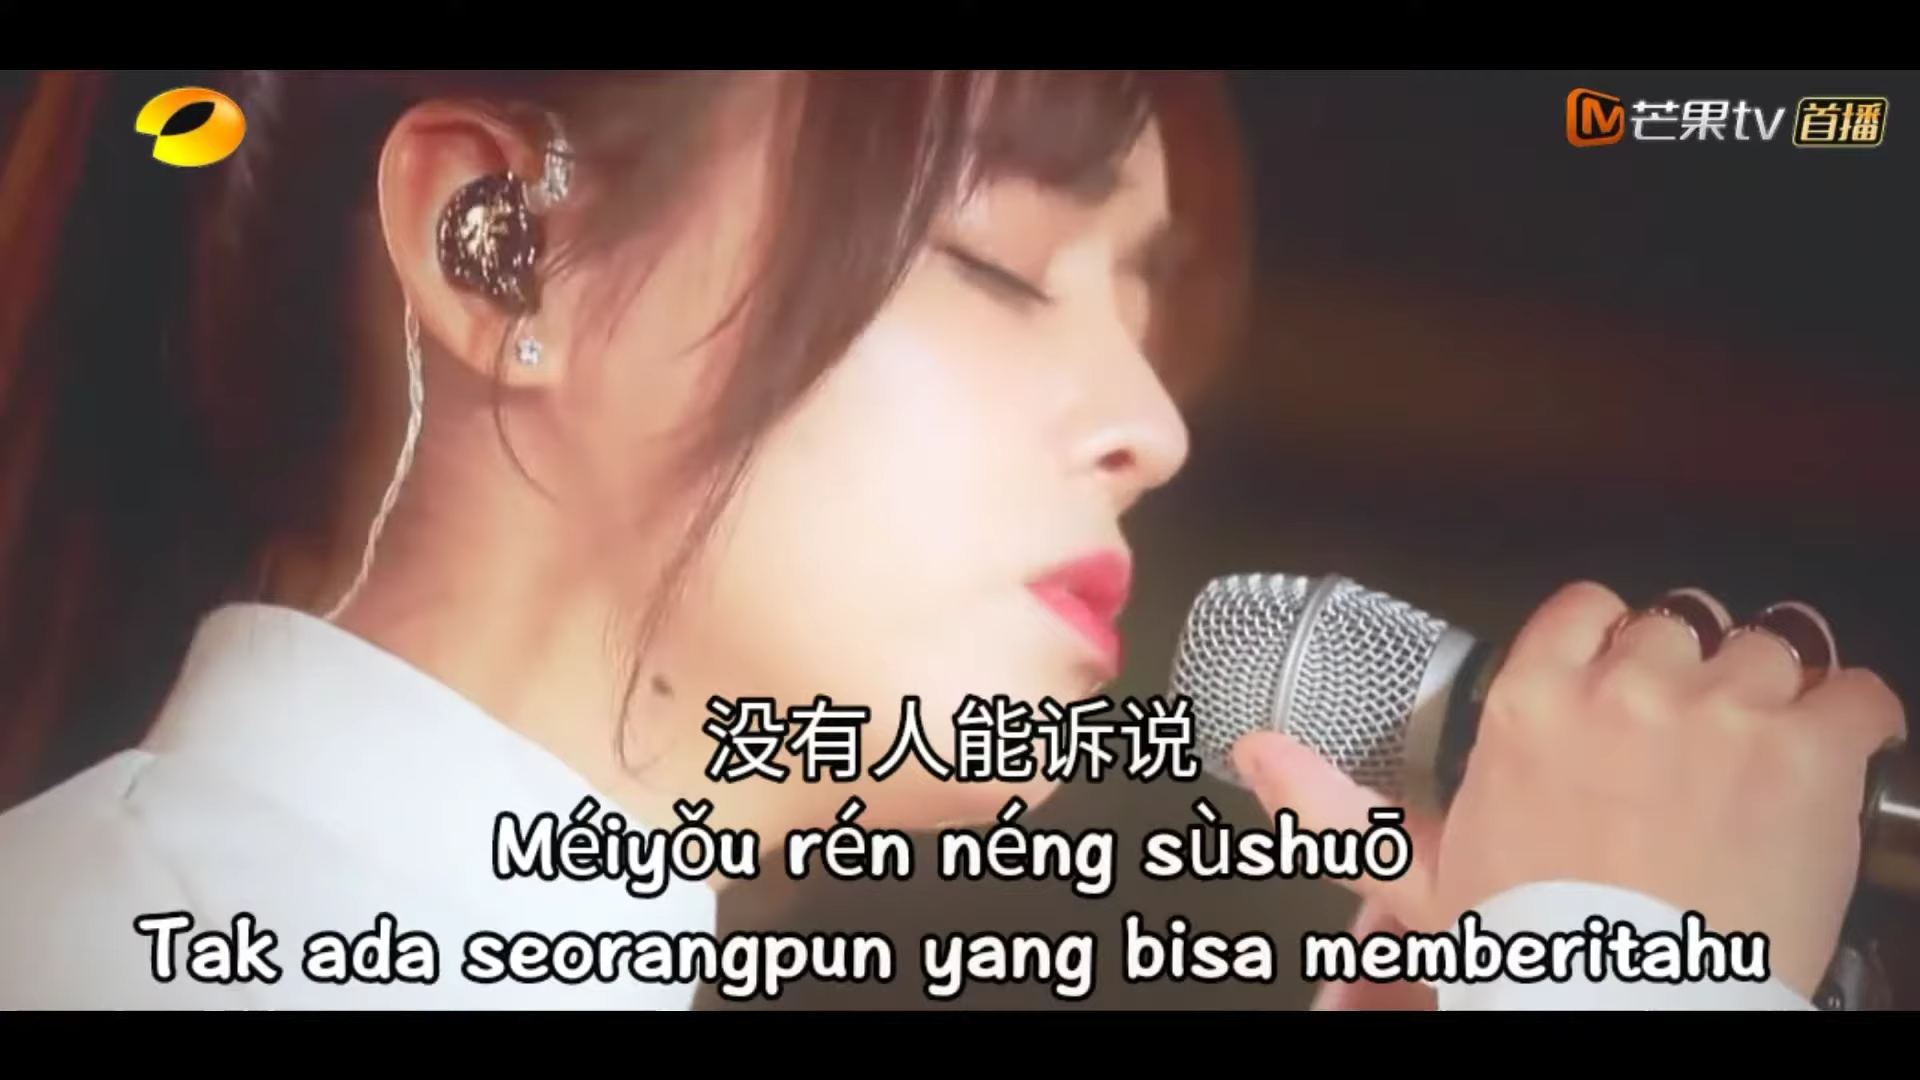 芒果tv 首播
没有人能诉说
Méiyǒu rén néng sùshuō
Tak ada seorangpun yang bisa memberitahu